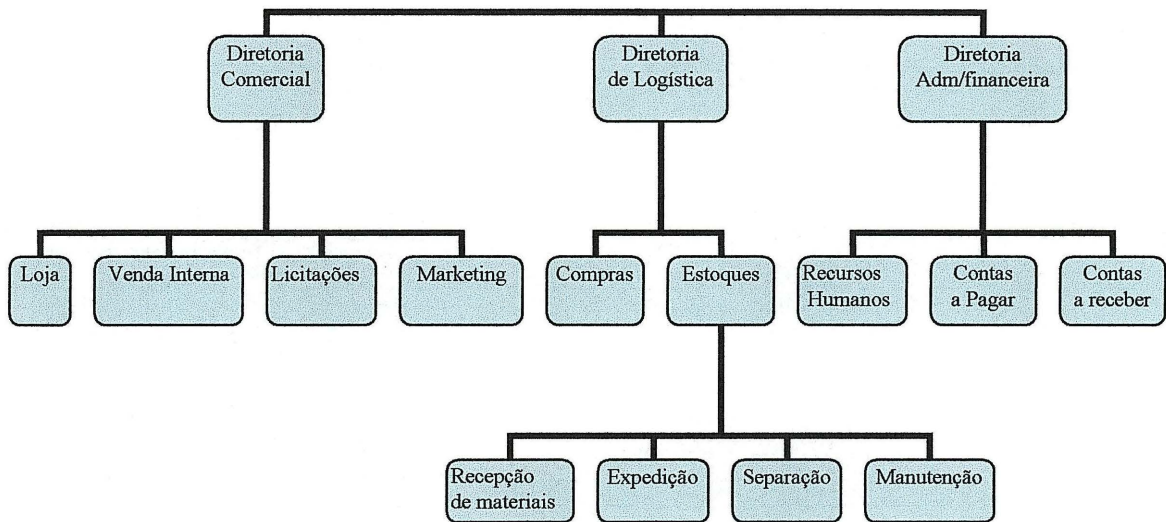 Diretoria
Comercial
Diretoria
de Logística
Diretoria
Adm/financeira
Loja
Venda Interna
Licitações
Marketing
Compras
Estoques
Recursos
Humanos
Contas
a Pagar
Contas
a receber
Recepção
de materiais
Expedição
Separação
Manutenção